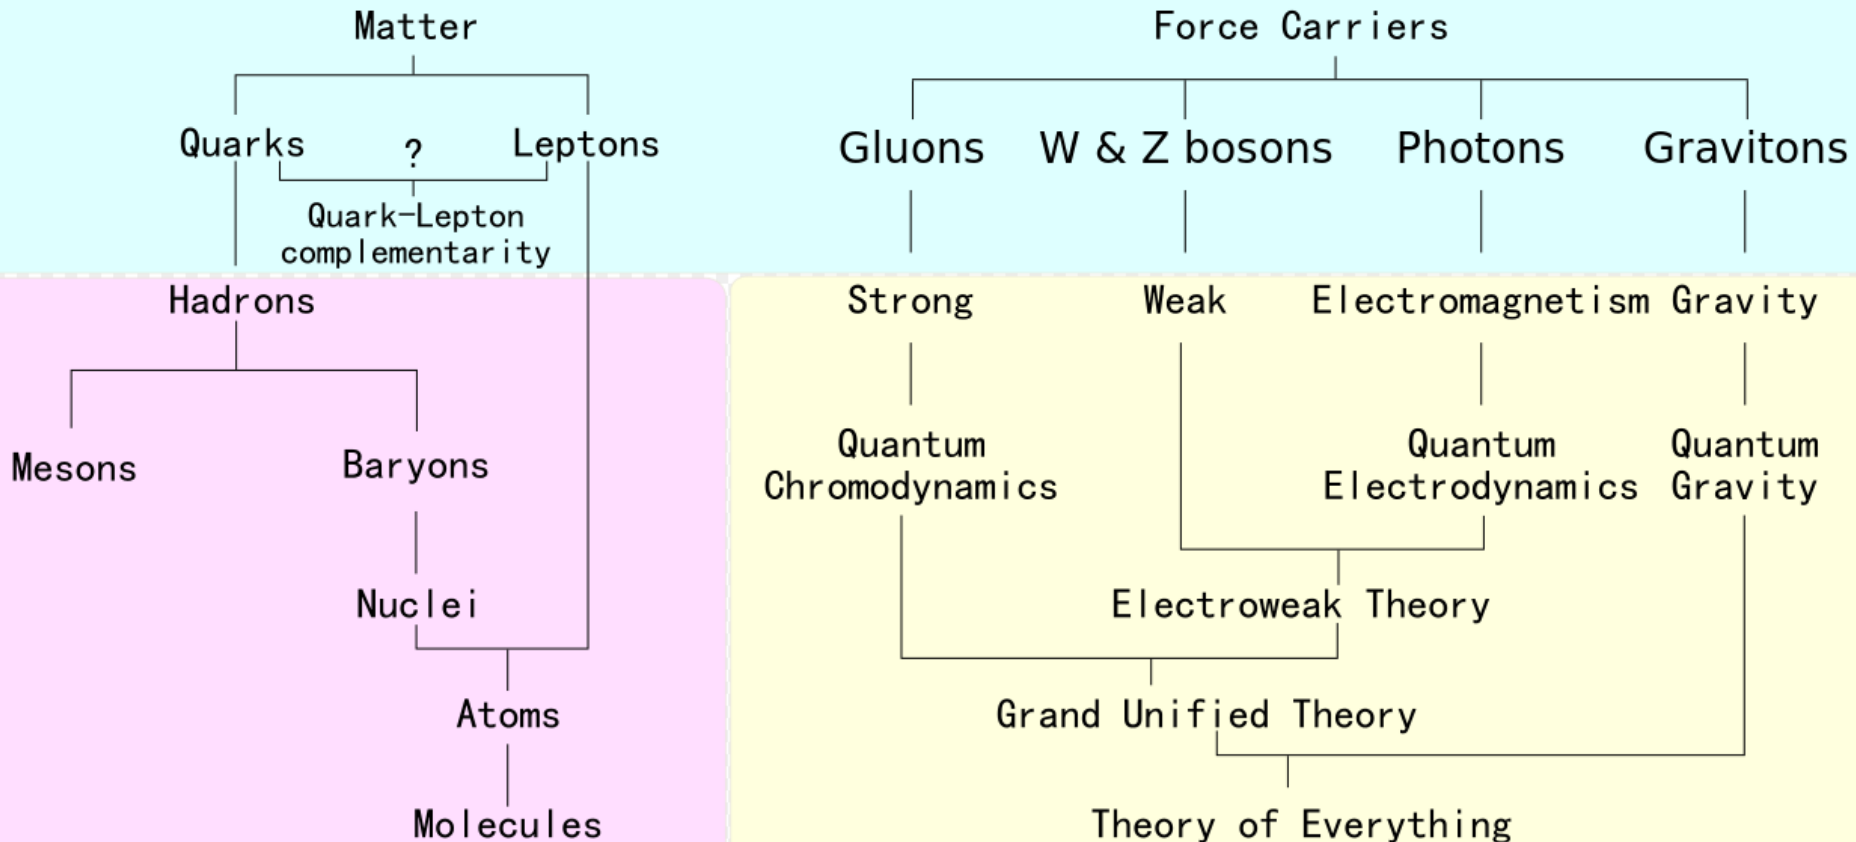 Matter
Force Carriers
Quarks
?
Leptons
Gluons
W & Z bosons
Photons
Gravitons
Quark-Lepton
complementarity
Hadrons
Strong
Weak
Electromagnetism
Gravity
Mesons
Baryons
Quantum
Chromodynamics
Quantum
Electrodynamics
Quantum
Gravity
Nuclei
Electroweak Theory
Atoms
Grand Unified Theory
Molecules
Theory of Everything